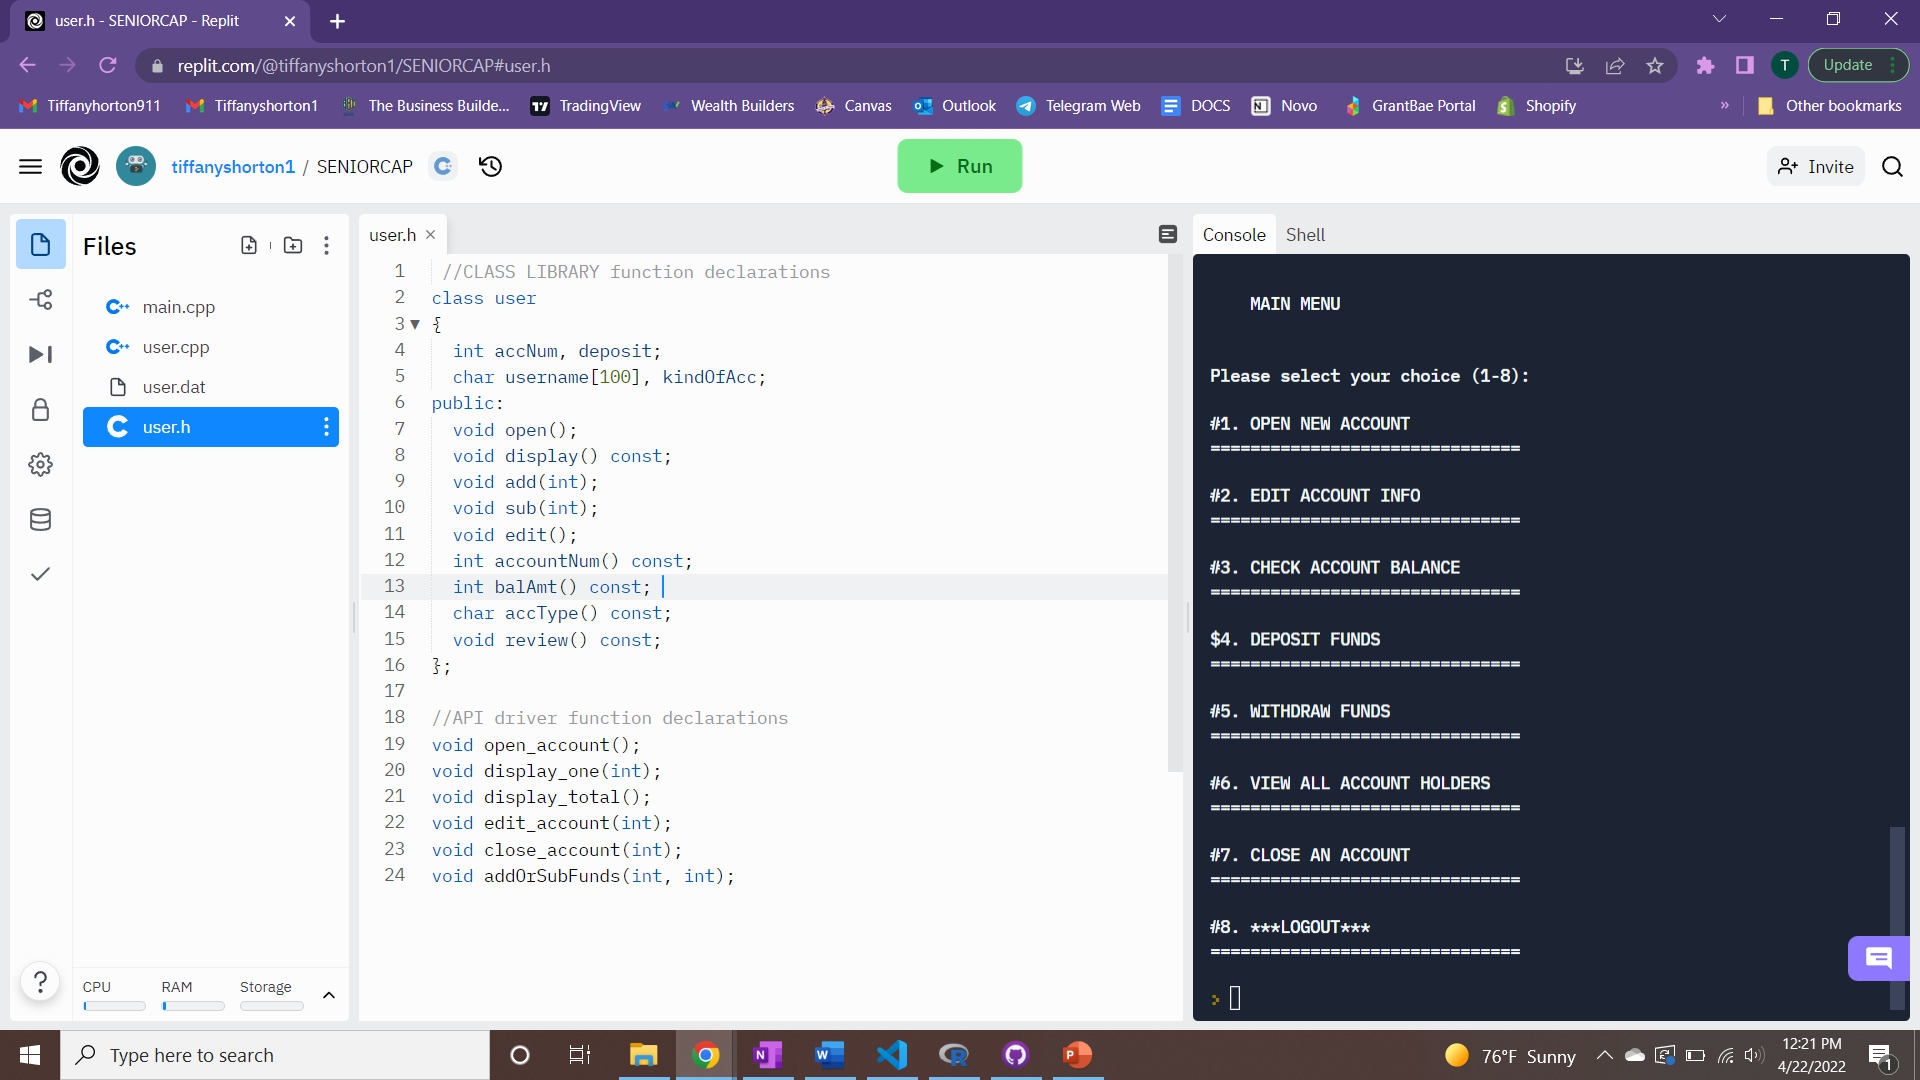 user.h - SENIORCAP - Replit
replit.com/@tiffanyshorton1/SENIORCAP#user.h
Update
Tiffanyhorton911
Tiffanyshorton1
The Business Builde...
TradingView
Wealth Builders
Canvas
Outlook
Telegram Web
DOCS
Novo
GrantBae Portal
Shopify
»
Other bookmarks
tiffanyshorton1 / SENIORCAP
Run
Invite
Files
main.cpp
user.cpp
user.dat
user.h
CPU
RAM
Storage
user.h
1 //CLASS LIBRARY function declarations
2 class user
3 {
4 int accNum, deposit;
5 char username[100], kindOfAcc;
6 public:
7 void open();
8 void display() const;
9 void add(int);
10 void sub(int);
11 void edit();
12 int accountNum() const;
13 int balAmt() const;
14 char accType() const;
15 void review() const;
16 };
17
18 //API driver function declarations
19 void open_account();
20 void display_one(int);
21 void display_total();
22 void edit_account(int);
23 void close_account(int);
24 void addOrSubFunds(int, int);
Console
Shell
MAIN MENU
Please select your choice (1-8):
#1. OPEN NEW ACCOUNT
===============================
#2. EDIT ACCOUNT INFO
===============================
#3. CHECK ACCOUNT BALANCE
===============================
$4. DEPOSIT FUNDS
===============================
#5. WITHDRAW FUNDS
===============================
#6. VIEW ALL ACCOUNT HOLDERS
===============================
#7. CLOSE AN ACCOUNT
===============================
#8. ***LOGOUT***
===============================
>
?
Type here to search
76°F Sunny
12:21 PM
4/22/2022
1